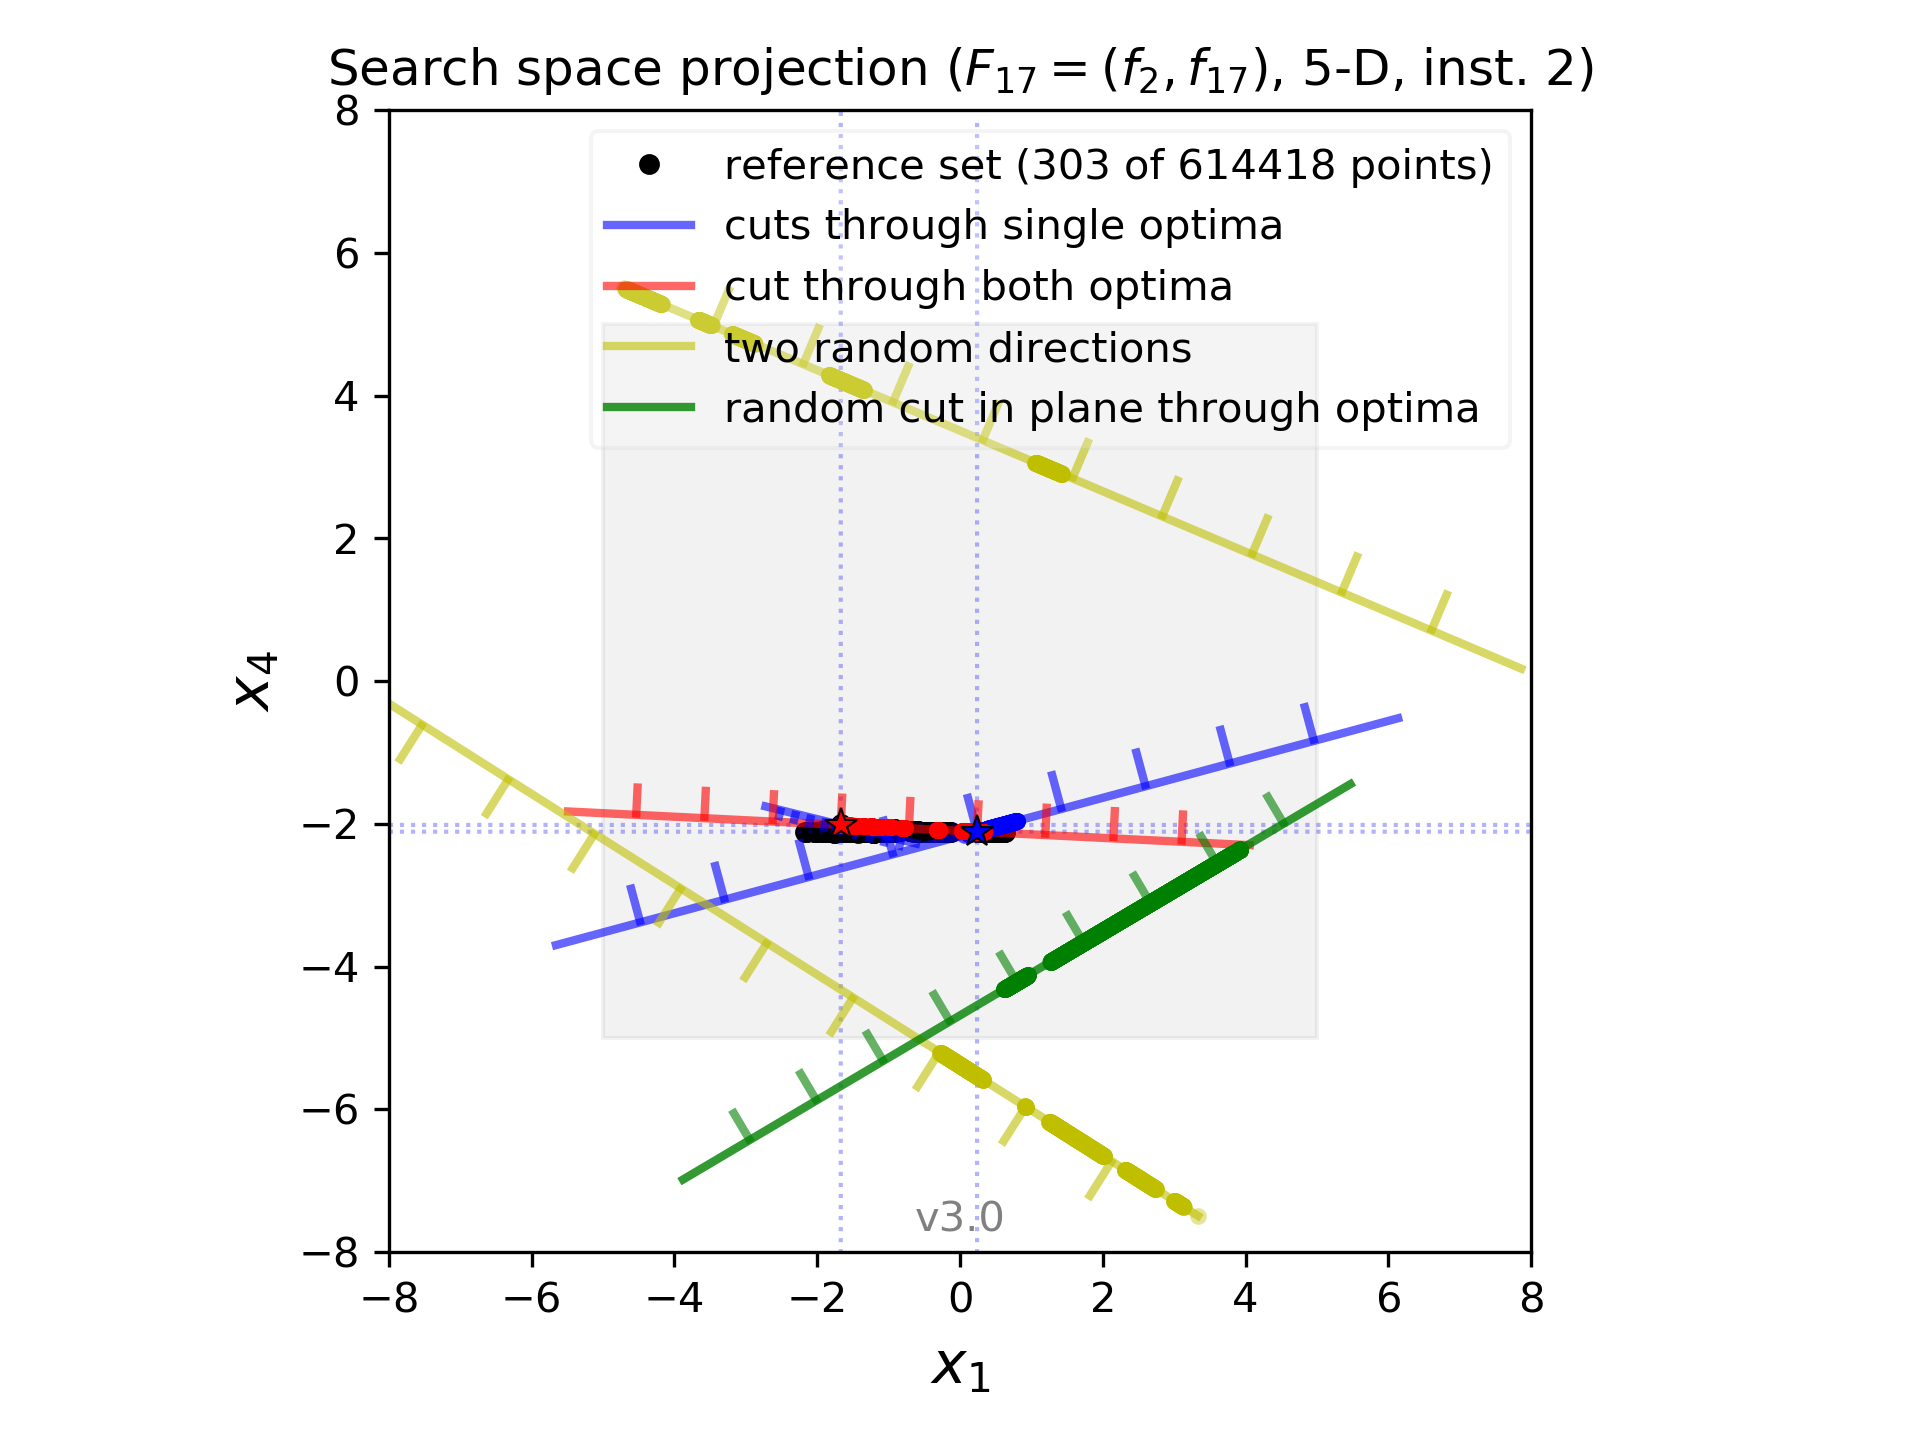 Search space projection (F₁₇ = (f₂, f₁₇), 5-D, inst. 2)
reference set (303 of 614418 points)
cuts through single optima
cut through both optima
two random directions
random cut in plane through optima
8
6
4
2
0
−2
−4
−6
−8
x₄
v3.0
−8 −6 −4 −2 0 2 4 6 8
x₁